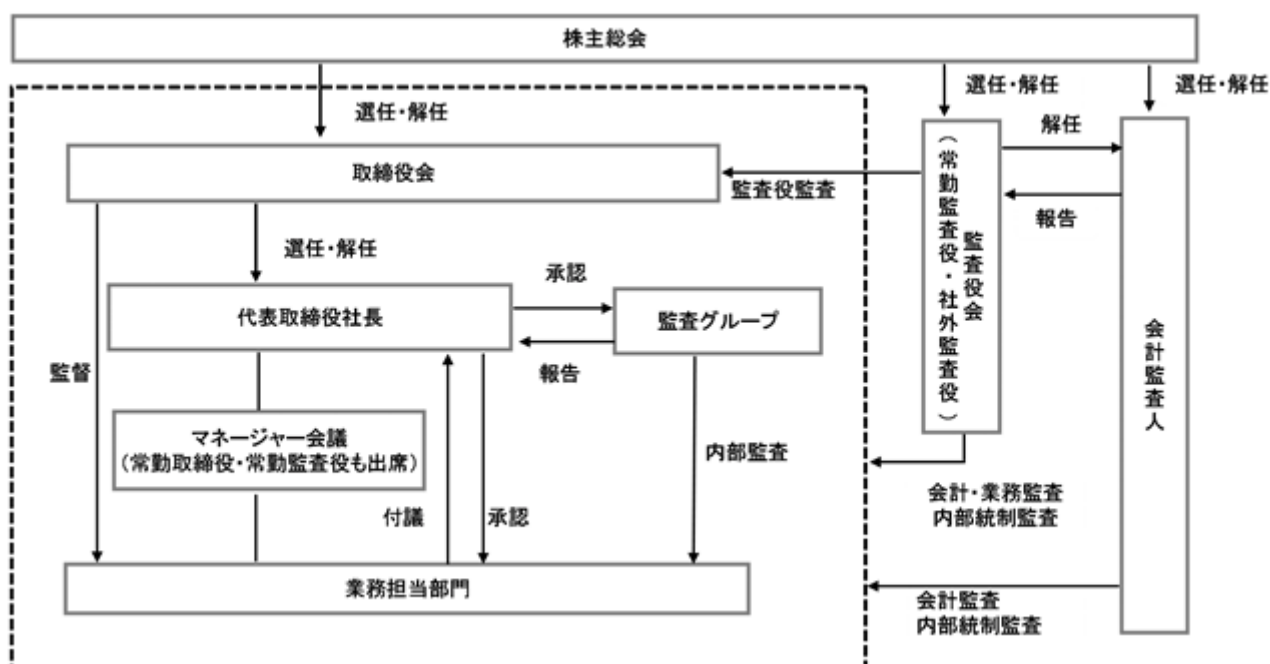 株主総会
選任・解任
選任・解任
選任・解任
取締役会
監査役監査
解任
報告
監査役会
（常勤監査役・社外監査役）
会計監査人
選任・解任
代表取締役社長
承認
報告
監査グループ
監督
マネージャー会議
（常勤取締役・常勤監査役も出席）
付議
承認
内部監査
会計・業務監査
内部統制監査
業務担当部門
会計監査
内部統制監査